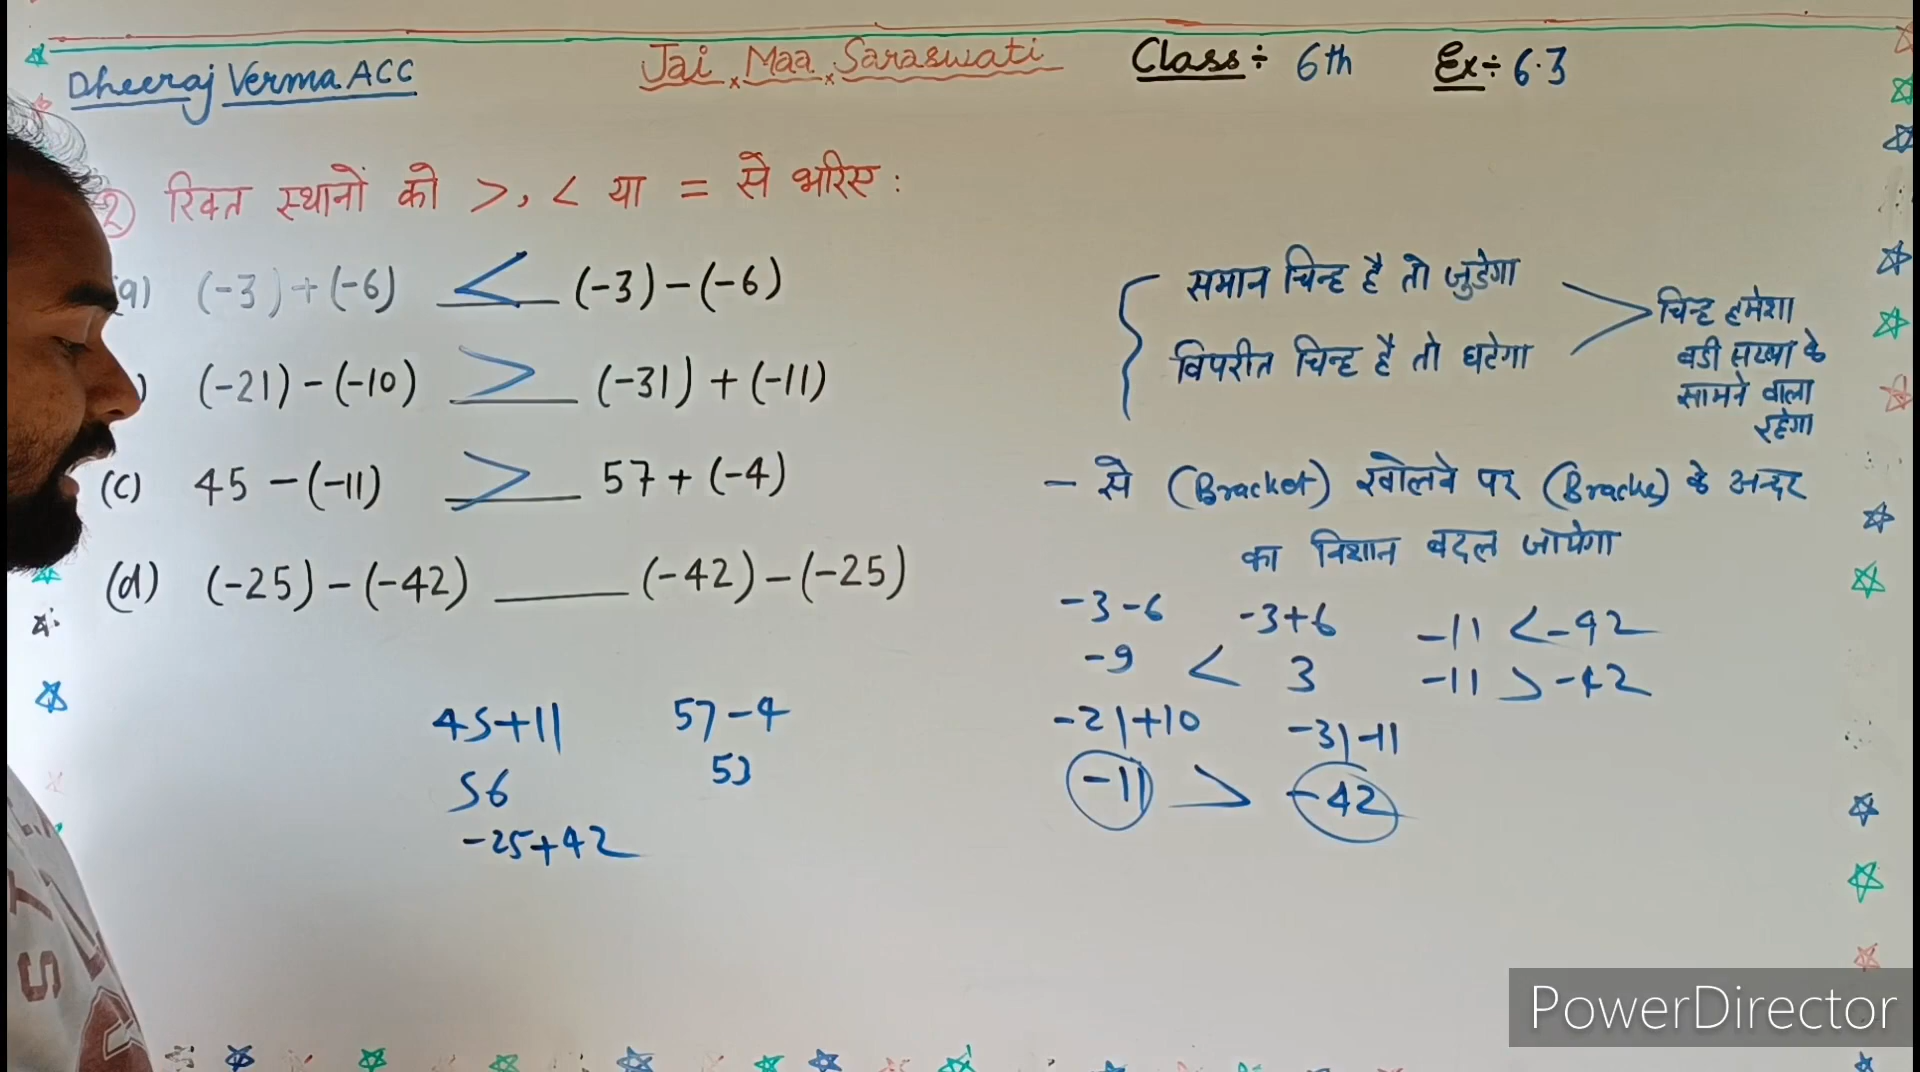 Dheeraj Verma ACC
Jai Maa Saraswati
Class ÷ 6th
Ex ÷ 6.3
2 रिक्त स्थानों को >, < या = से भरिए :
(a) (-3)+(-6) < (-3)-(-6)
) (-21)-(-10) > (-31)+(-11)
(c) 45-(-11) > 57+(-4)
(d) (-25)-(-42) ____ (-42)-(-25)
समान चिन्ह है तो जुडेगा
विपरीत चिन्ह है तो घटेगा
चिन्ह हमेशा
बडी सख्या के
सामने वाला
रहेगा
- से (Bracket) खोलने पर (Bracke) के अन्दर
का निशान बदल जायेगा
-3-6 -3+6 -11 <-42
-9 < 3 -11 >-42
-21+10 -31-11
-11 > -42
45+11 57-4
56 53
-25+42
PowerDirector